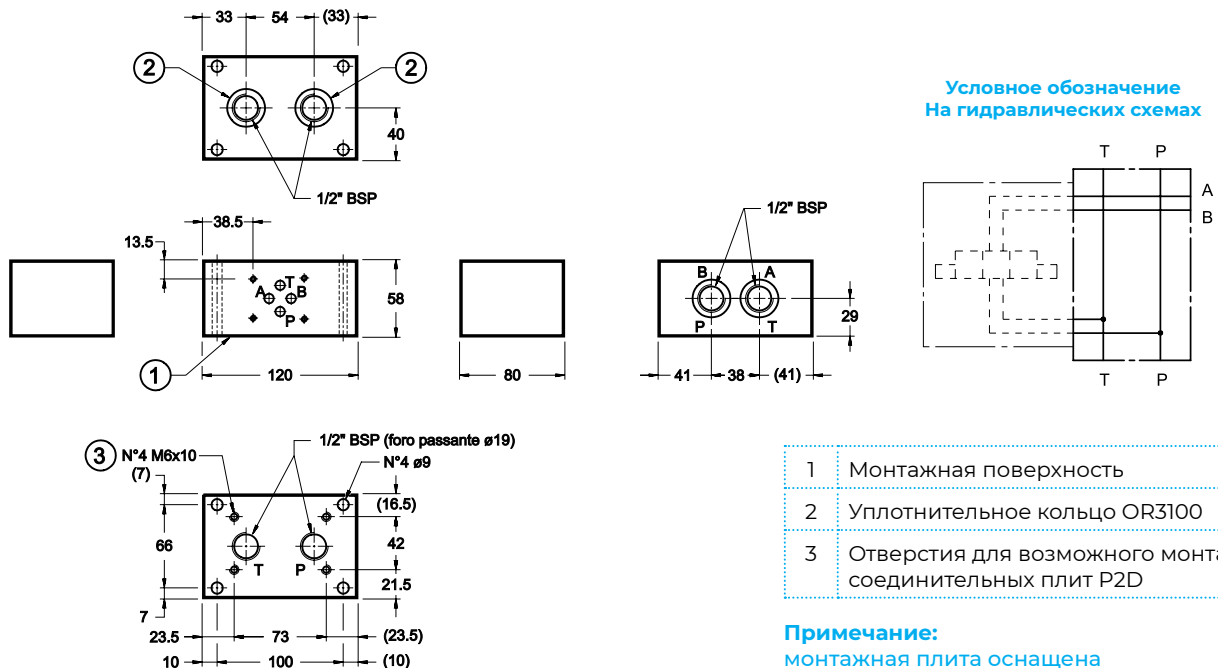 33 54 (33)
2 2
40
1/2" BSP
Условное обозначение
На гидравлических схемах
T P
A
B
T P
38.5
13.5
T
A B
P
58
1
120
80
1/2" BSP
B A
P T
29
41 38 (41)
1/2" BSP (foro passante ø19)
3 N°4 M6x10
N°4 ø9
(7)
(16.5)
66
42
T P
21.5
7
23.5 73 (23.5)
10 100 (10)
1 Монтажная поверхность
2 Уплотнительное кольцо OR3100
3 Отверстия для возможного
соединительных плит P2D
Примечание:
монтажная плита оснащена